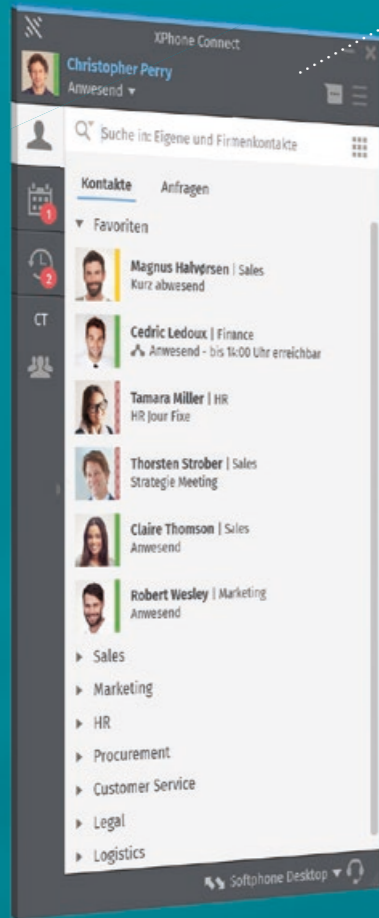 XPhone Connect
Christopher Perry
Anwesend
Suche in: Eigene und Firmenkontakte
Kontakte Anfragen
1
Favoriten
Magnus Halvørsen | Sales
Kurz abwesend
2
Cedric Ledoux | Finance
Anwesend - bis 14:00 Uhr erreichbar
CT
Tamara Miller | HR
HR Jour Fixe
Thorsten Strober | Sales
Strategie Meeting
Claire Thomson | Sales
Anwesend
Robert Wesley | Marketing
Anwesend
Sales
Marketing
HR
Procurement
Customer Service
Legal
Logistics
Softphone Desktop